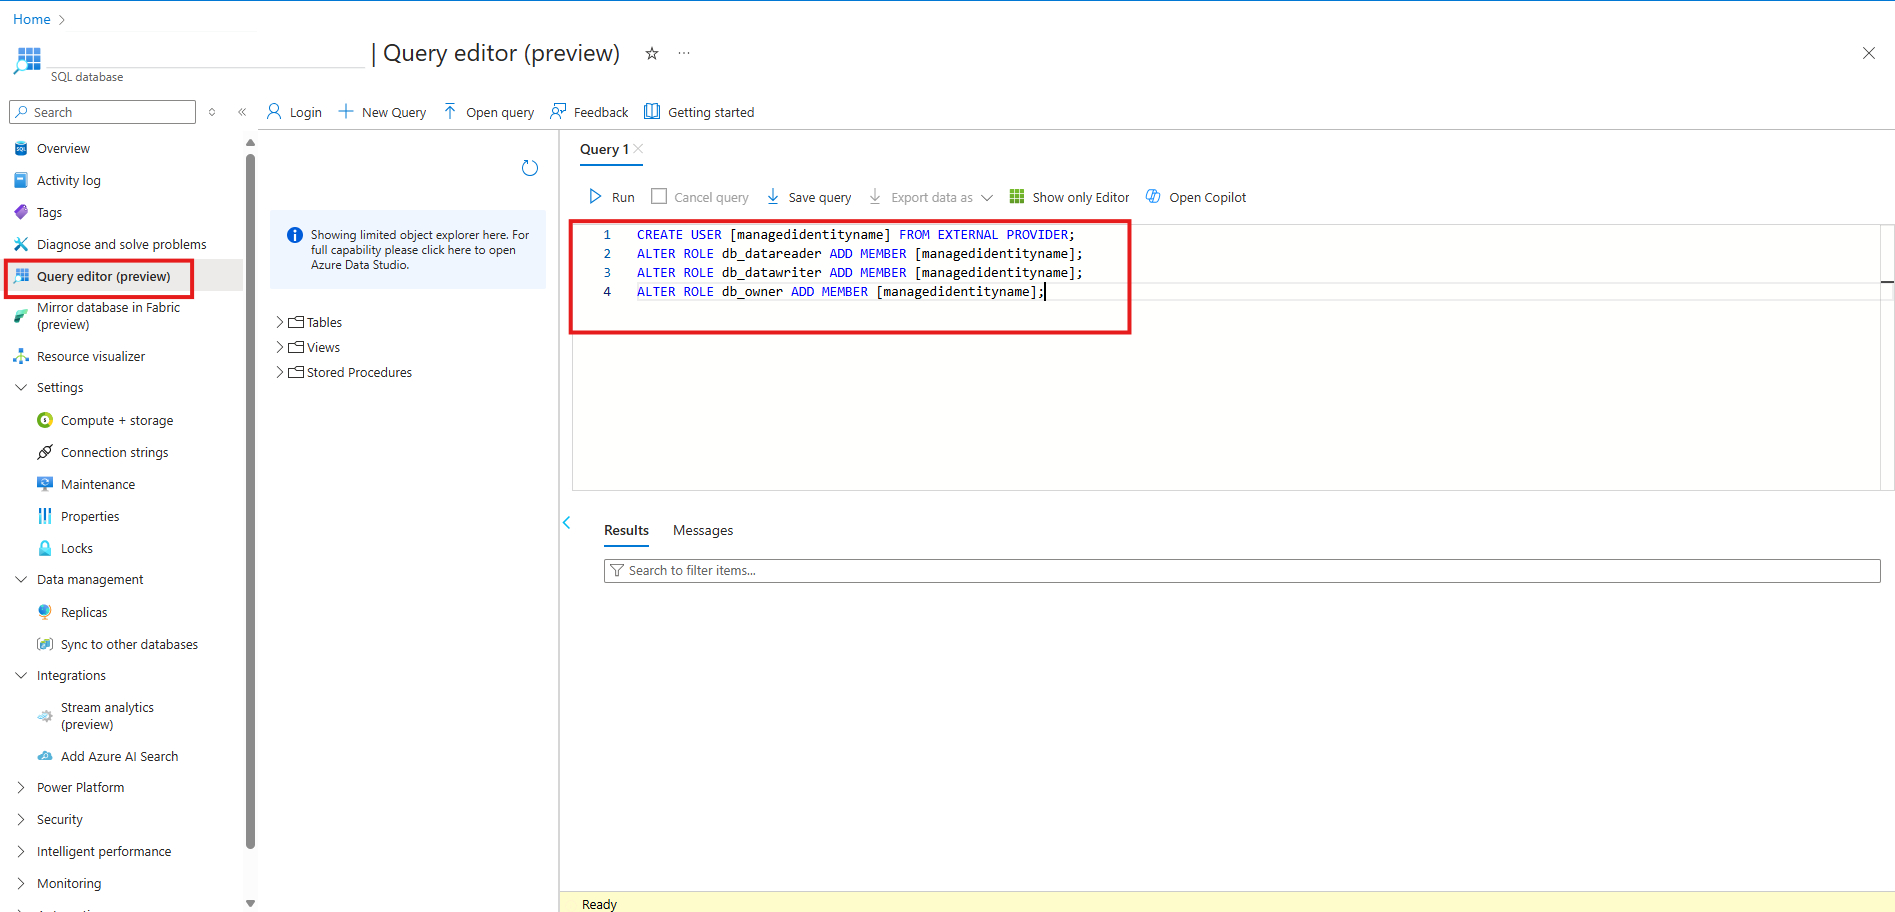 Home
| Query editor (preview)
SQL database
Search
Login
New Query
Open query
Feedback
Getting started
Overview
Activity log
Tags
Diagnose and solve problems
Query editor (preview)
Mirror database in Fabric
(preview)
Resource visualizer
Settings
Compute + storage
Connection strings
Maintenance
Properties
Locks
Data management
Replicas
Sync to other databases
Integrations
Stream analytics
(preview)
Add Azure AI Search
Power Platform
Security
Intelligent performance
Monitoring
Showing limited object explorer here. For
full capability please click here to open
Azure Data Studio.
Tables
Views
Stored Procedures
Query 1
Run
Cancel query
Save query
Export data as
Show only Editor
Open Copilot
1 CREATE USER [managedidentityname] FROM EXTERNAL PROVIDER;
2 ALTER ROLE db_datareader ADD MEMBER [managedidentityname];
3 ALTER ROLE db_datawriter ADD MEMBER [managedidentityname];
4 ALTER ROLE db_owner ADD MEMBER [managedidentityname];
Results
Messages
Search to filter items...
Ready